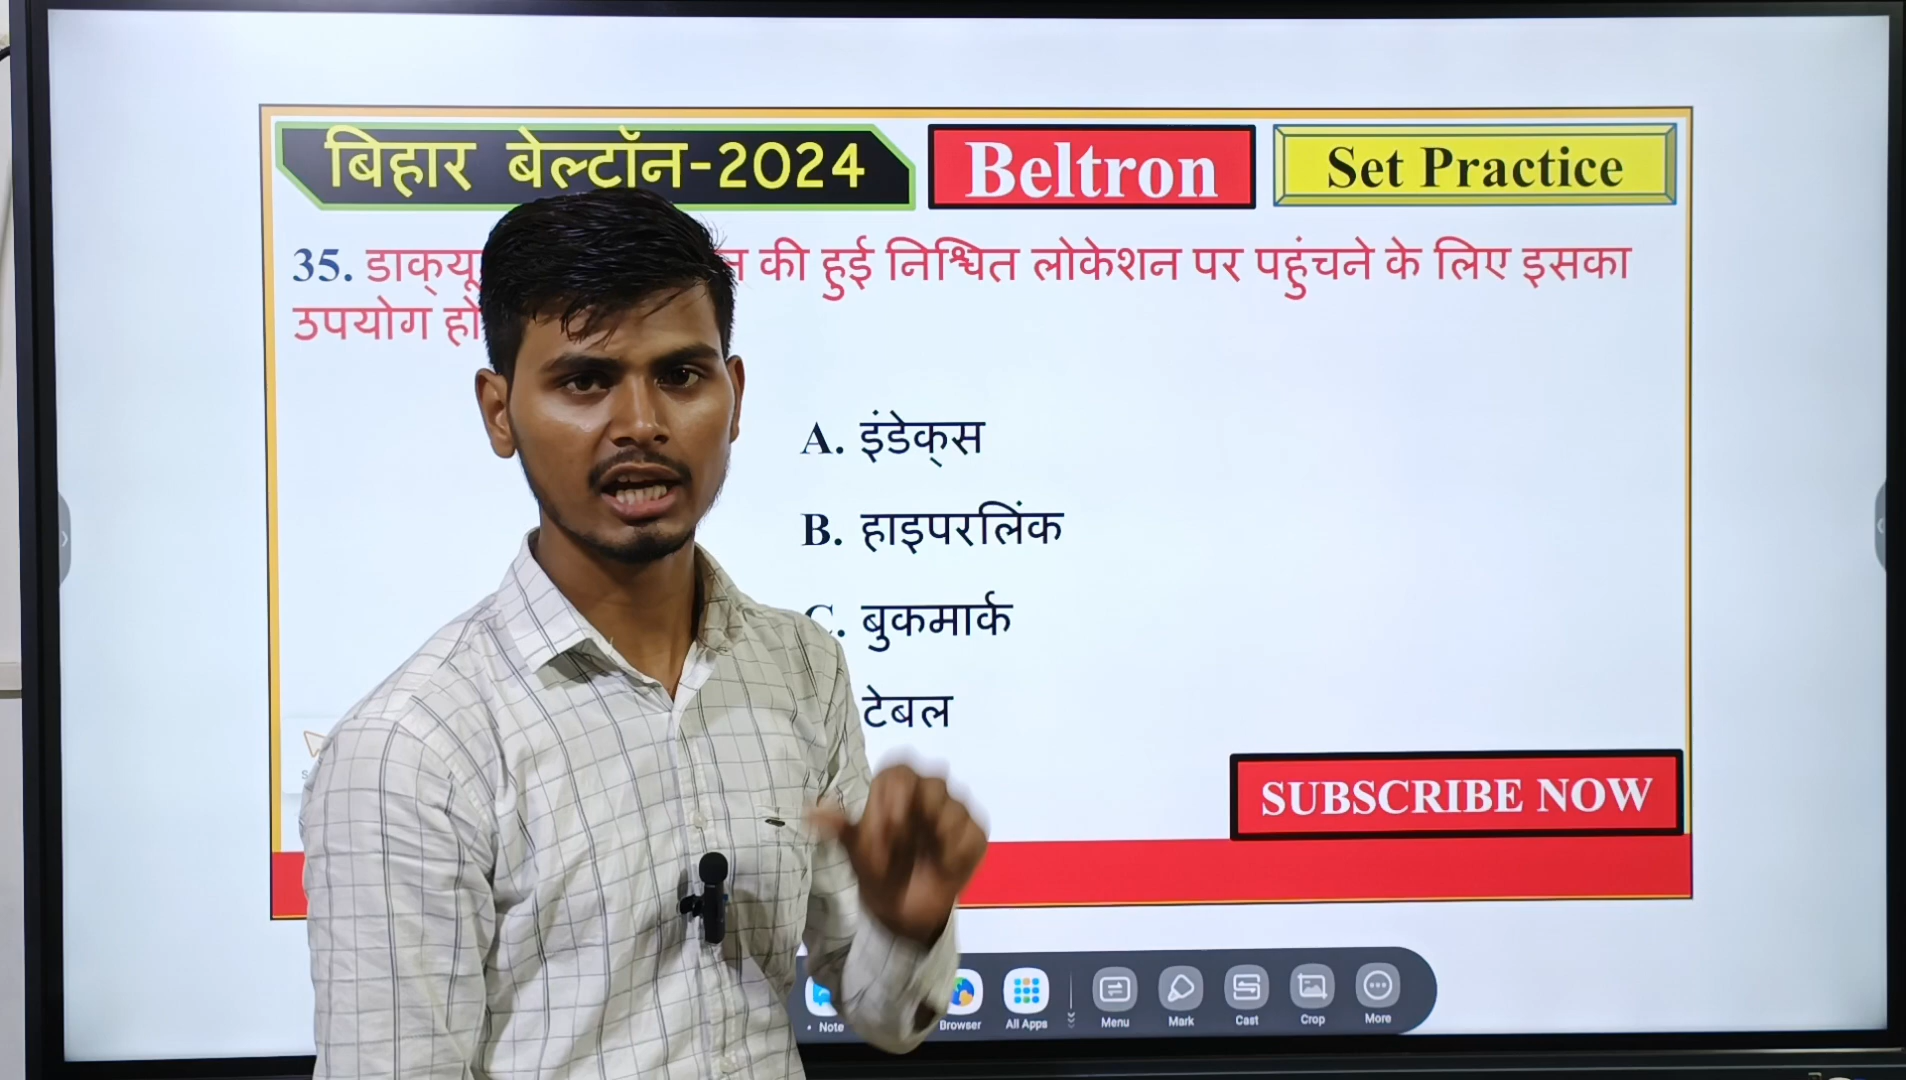 बिहार बेल्टॉन-2024
Beltron
Set Practice
35. की हुई निश्चित लोकेशन पर पहुंचने के लिए इसका
उपयोग
A. इंडेक्स
B. हाइपरलिंक
C. बुकमार्क
टेबल
SUBSCRIBE NOW
Note
Browser
All Apps
Menu
Mark
Cast
Crop
More